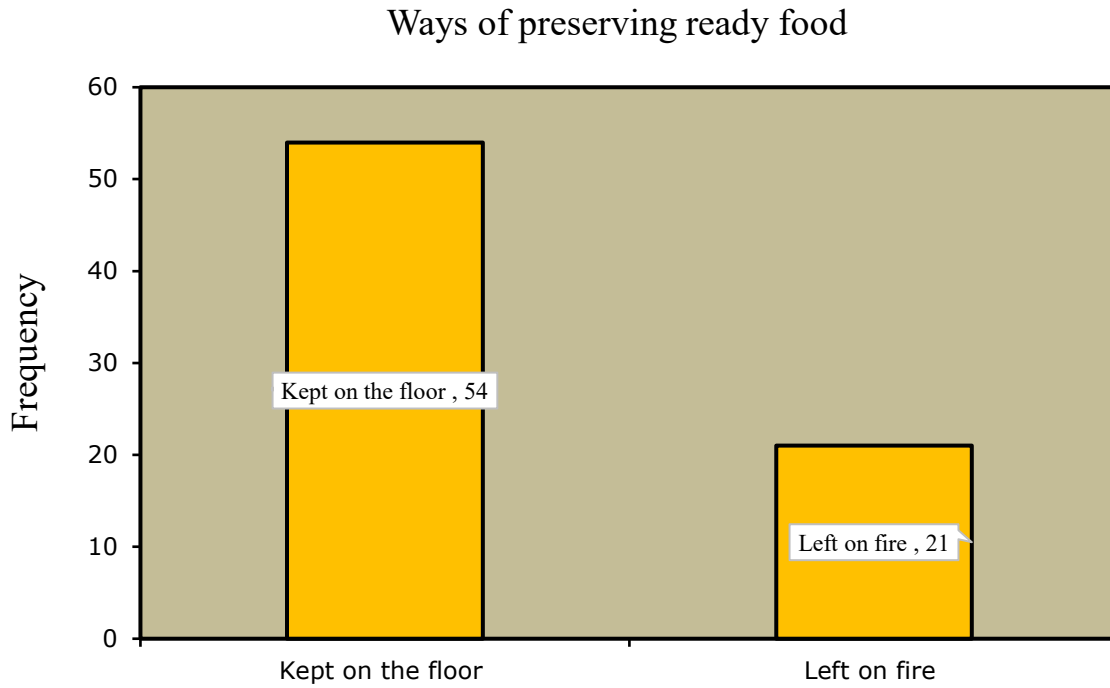 Ways of preserving ready food
60
50
40
30
20
10
0
Frequency
Kept on the floor , 54
Left on fire , 21
Kept on the floor
Left on fire